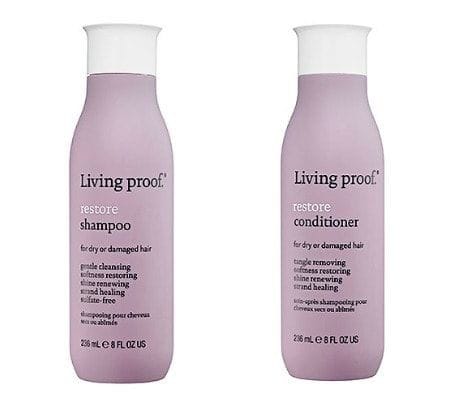 Living proof.®
restore
shampoo
for dry or damaged hair
gentle cleansing
softness restoring
shine renewing
strand healing
sulfate-free
shampooing pour cheveux
secs ou abîmés
236 mL e 8 FL OZ US
Living proof.®
restore
conditioner
for dry or damaged hair
tangle removing
softness restoring
shine renewing
strand healing
soin-après shampooing pour
cheveux secs ou abîmés
236 mL e 8 FL OZ US